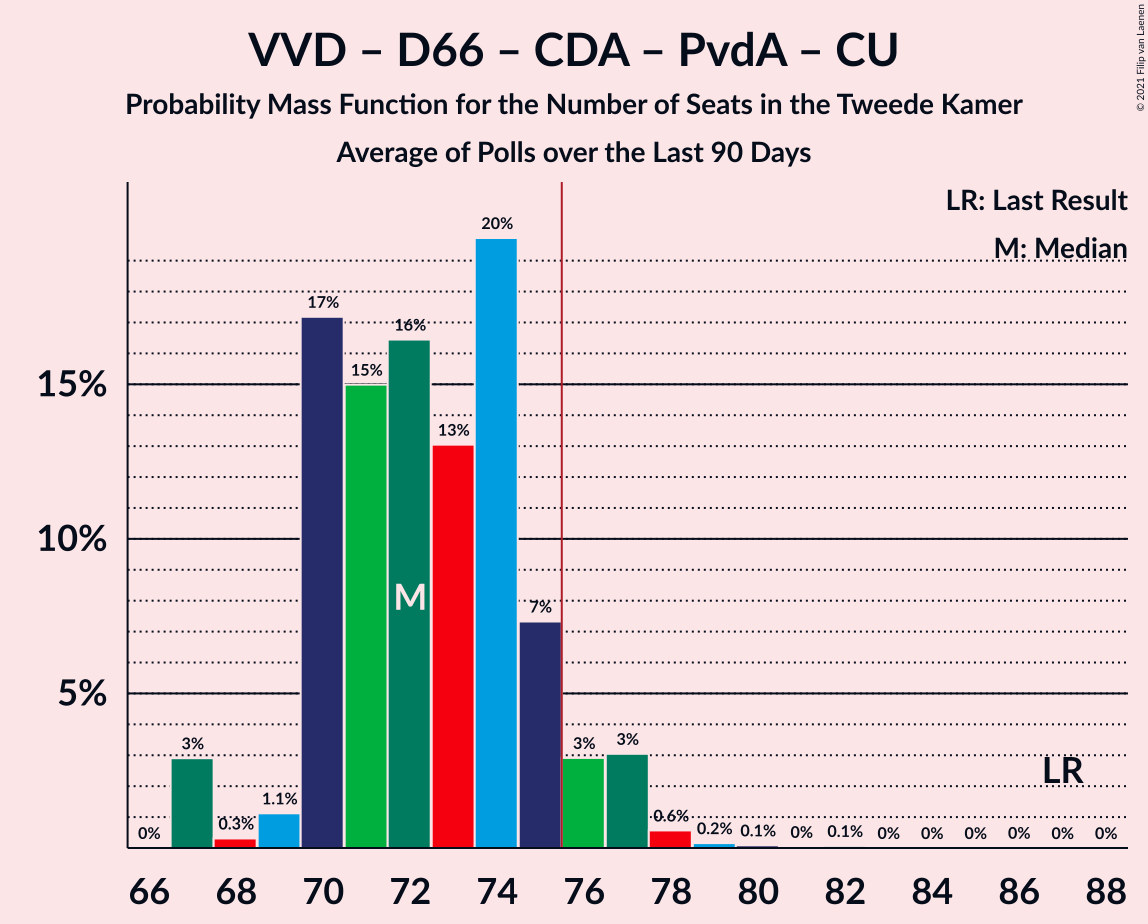 VVD – D66 – CDA – PvdA – CU
Probability Mass Function for the Number of Seats in the Tweede Kamer
Average of Polls over the Last 90 Days
© 2021 Filip van Laenen
LR: Last Result
M: Median
15%
10%
5%
0%
3%
0.3%
1.1%
17%
15%
16%
13%
20%
7%
3%
3%
0.6%
0.2%
0.1%
0%
0.1%
0%
0%
0%
0%
0%
0%
M
LR
66 68 70 72 74 76 78 80 82 84 86 88